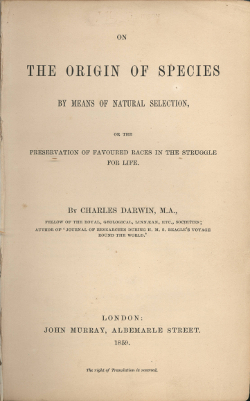 ON
THE ORIGIN OF SPECIES
BY MEANS OF NATURAL SELECTION,
OR THE
PRESERVATION OF FAVOURED RACES IN THE STRUGGLE
FOR LIFE.
BY CHARLES DARWIN, M.A.,
FELLOW OF THE ROYAL, GEOLOGICAL, LINNÆAN, ETC., SOCIETIES;
AUTHOR OF "JOURNAL OF RESEARCHES DURING H. M. S. BEAGLE'S VOYAGE
ROUND THE WORLD."
LONDON:
JOHN MURRAY, ALBEMARLE STREET.
1859.
The right of Translation is reserved.